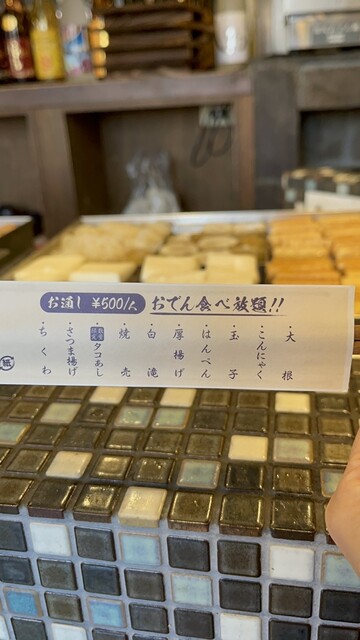 お通し ¥500/人 おでん食べ放題!!
・大根
・こんにゃく
・玉子
・はんぺん
・厚揚げ
・白滝
・焼売
・タコあし
・さつま揚げ
・ちくわ